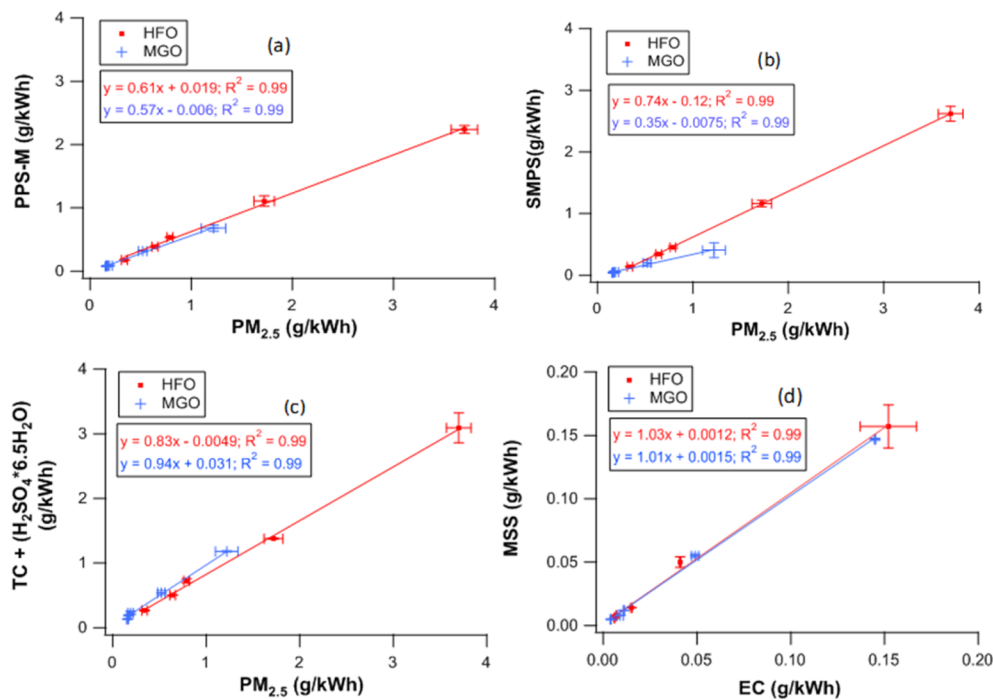 (a)
HFO
MGO
y = 0.61x + 0.019; R² = 0.99
y = 0.57x - 0.006; R² = 0.99
PPS-M (g/kWh)
4
3
2
1
0
0 1 2 3 4
PM₂.₅ (g/kWh)
(b)
HFO
MGO
y = 0.74x - 0.12; R² = 0.99
y = 0.35x - 0.0075; R² = 0.99
SMPS(g/kWh)
4
3
2
1
0
0 1 2 3 4
PM₂.₅ (g/kWh)
(c)
HFO
MGO
y = 0.83x - 0.0049; R² = 0.99
y = 0.94x + 0.031; R² = 0.99
TC + (H₂SO₄*6.5H₂O)
(g/kWh)
4
3
2
1
0
0 1 2 3 4
PM₂.₅ (g/kWh)
(d)
HFO
MGO
y = 1.03x + 0.0012; R² = 0.99
y = 1.01x + 0.0015; R² = 0.99
MSS (g/kWh)
0.20
0.15
0.10
0.05
0.00
0.00 0.05 0.10 0.15 0.20
EC (g/kWh)